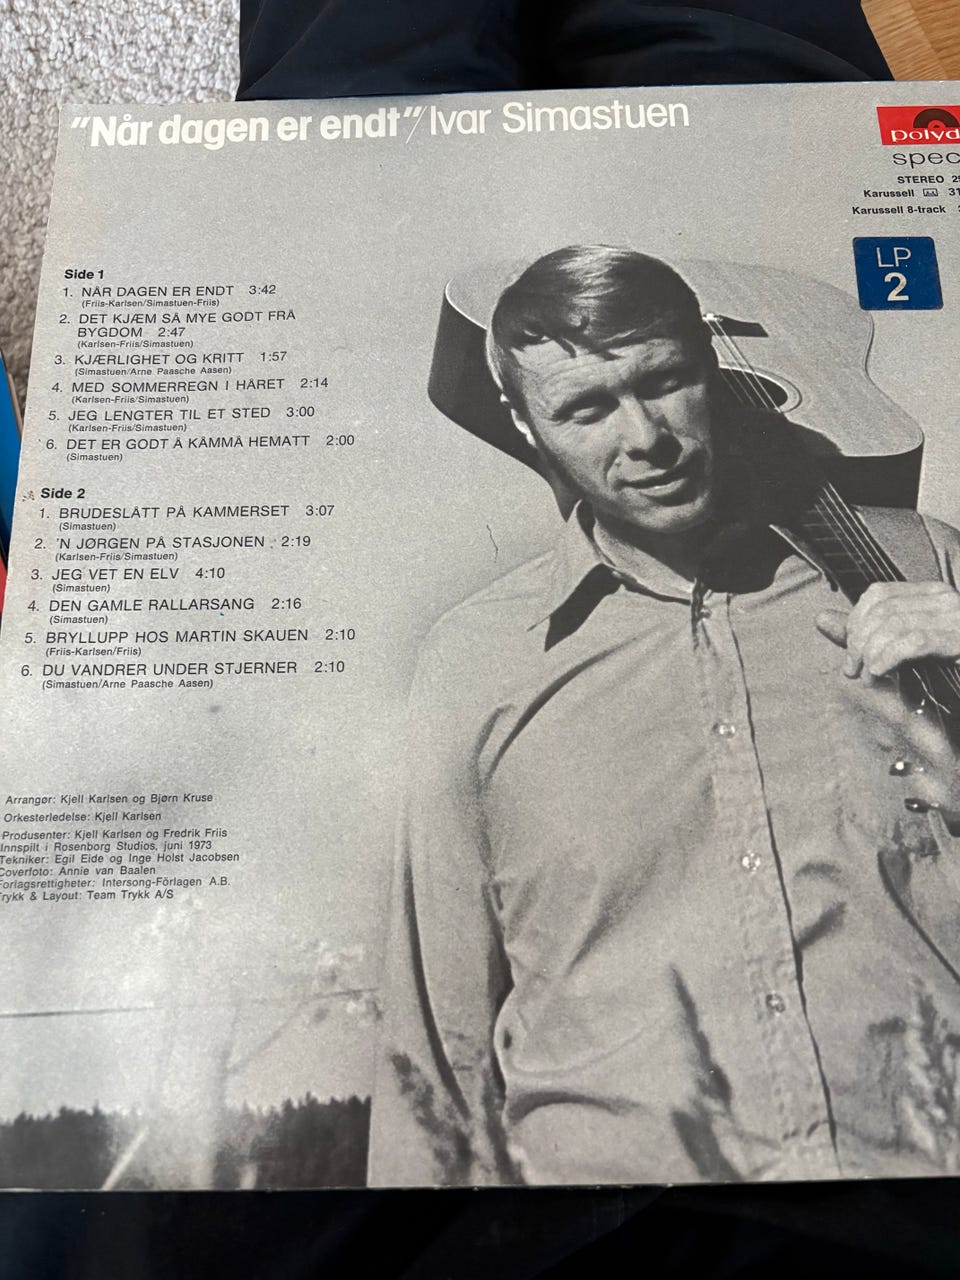 "Når dagen er endt"/Ivar Simastuen
spec
STEREO
Karussell
Karussell 8-track
LP
2
Side 1
1. NÅR DAGEN ER ENDT 3:42
(Friis-Karlsen/Simastuen-Friis)
2. DET KJÆM SÅ MYE GODT FRÅ
BYGDOM 2:47
(Karlsen-Friis/Simastuen)
3. KJÆRLIGHET OG KRITT 1:57
(Simastuen/Arne Paasche Aasen)
4. MED SOMMERREGN I HÅRET 2:14
(Karlsen-Friis/Simastuen)
5. JEG LENGTER TIL ET STED 3:00
(Karlsen-Friis/Simastuen)
6. DET ER GODT Å KÅMMÅ HEMATT 2:00
(Simastuen)
Side 2
1. BRUDESLÅTT PÅ KAMMERSET 3:07
(Simastuen)
2. 'N JØRGEN PÅ STASJONEN 2:19
(Karlsen-Friis/Simastuen)
3. JEG VET EN ELV 4:10
(Simastuen)
4. DEN GAMLE RALLARSANG 2:16
(Simastuen)
5. BRYLLUPP HOS MARTIN SKAUEN 2:10
(Friis-Karlsen/Friis)
6. DU VANDRER UNDER STJERNER 2:10
(Simastuen/Arne Paasche Aasen)
Arrangør: Kjell Karlsen og Bjørn Kruse
Orkesterledelse: Kjell Karlsen
Produsenter: Kjell Karlsen og Fredrik Friis
Innspilt i Rosenborg Studios, juni 1973
Tekniker: Egil Eide og Inge Holst Jacobsen
Coverfoto: Annie van Baalen
Forlagsrettigheter: Intersong-Förlagen A.B.
Trykk & Layout: Team Trykk A/S